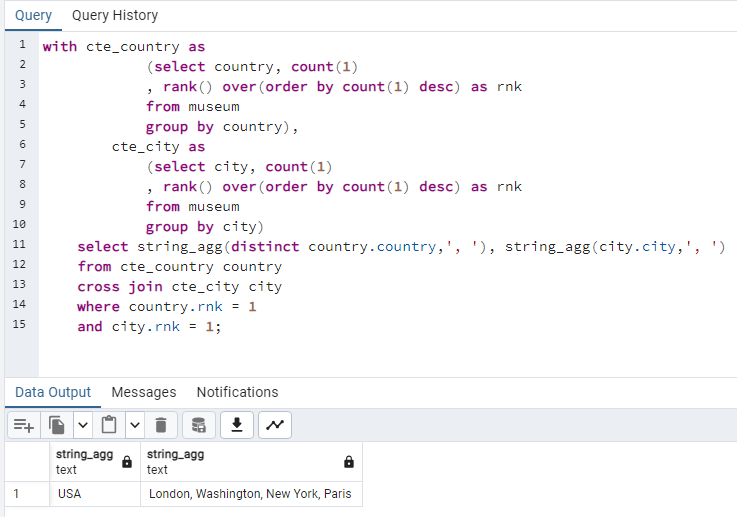 Query Query History
1 with cte_country as
2 (select country, count(1)
3 , rank() over(order by count(1) desc) as rnk
4 from museum
5 group by country),
6 cte_city as
7 (select city, count(1)
8 , rank() over(order by count(1) desc) as rnk
9 from museum
10 group by city)
11 select string_agg(distinct country.country,', '), string_agg(city.city,', ')
12 from cte_country country
13 cross join cte_city city
14 where country.rnk = 1
15 and city.rnk = 1;
Data Output Messages Notifications
string_agg string_agg
text text
1 USA London, Washington, New York, Paris